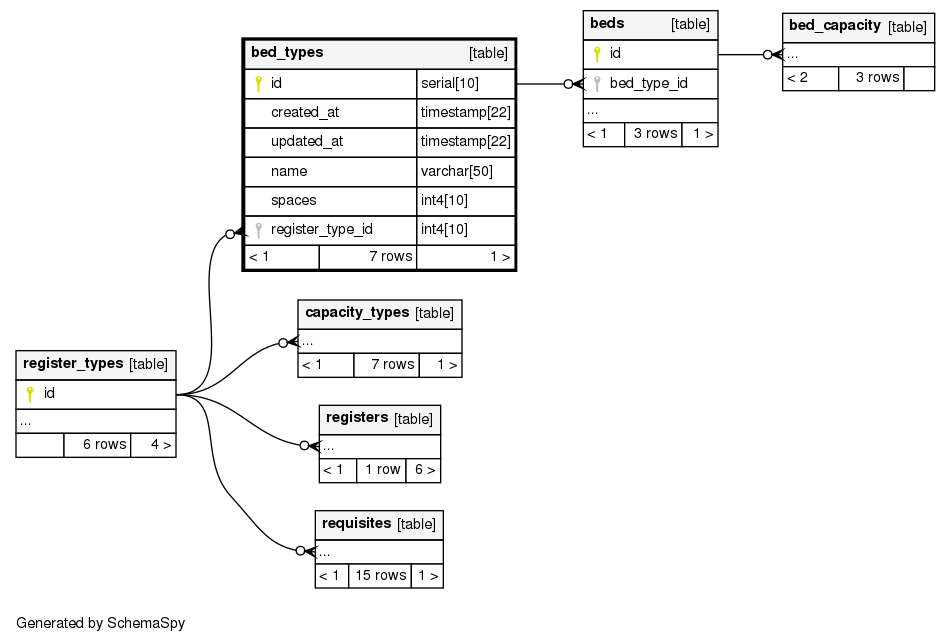 bed_types [table]
id serial[10]
created_at timestamp[22]
updated_at timestamp[22]
name varchar[50]
spaces int4[10]
register_type_id int4[10]
< 1 7 rows 1 >
beds [table]
id
bed_type_id
...
< 1 3 rows 1 >
bed_capacity [table]
...
< 2 3 rows
capacity_types [table]
...
< 1 7 rows 1 >
register_types [table]
id
...
6 rows 4 >
registers [table]
...
< 1 1 row 6 >
requisites [table]
...
< 1 15 rows 1 >
Generated by SchemaSpy